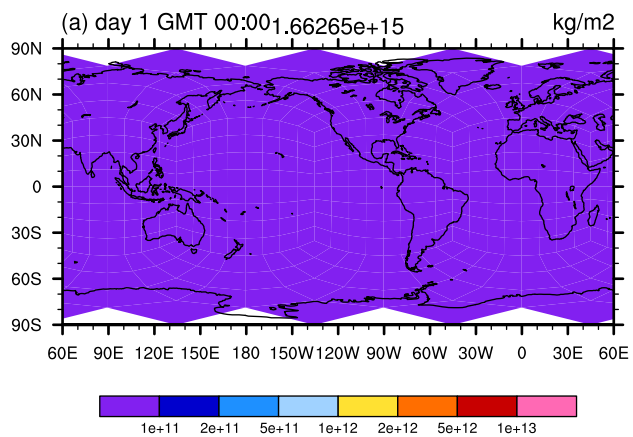 (a) day 1 GMT 00:00 1.66265e+15 kg/m2
90N
60N
30N
0
30S
60S
90S
60E 90E 120E 150E 180 150W 120W 90W 60W 30W 0 30E 60E
1e+11 2e+11 5e+11 1e+12 2e+12 5e+12 1e+13